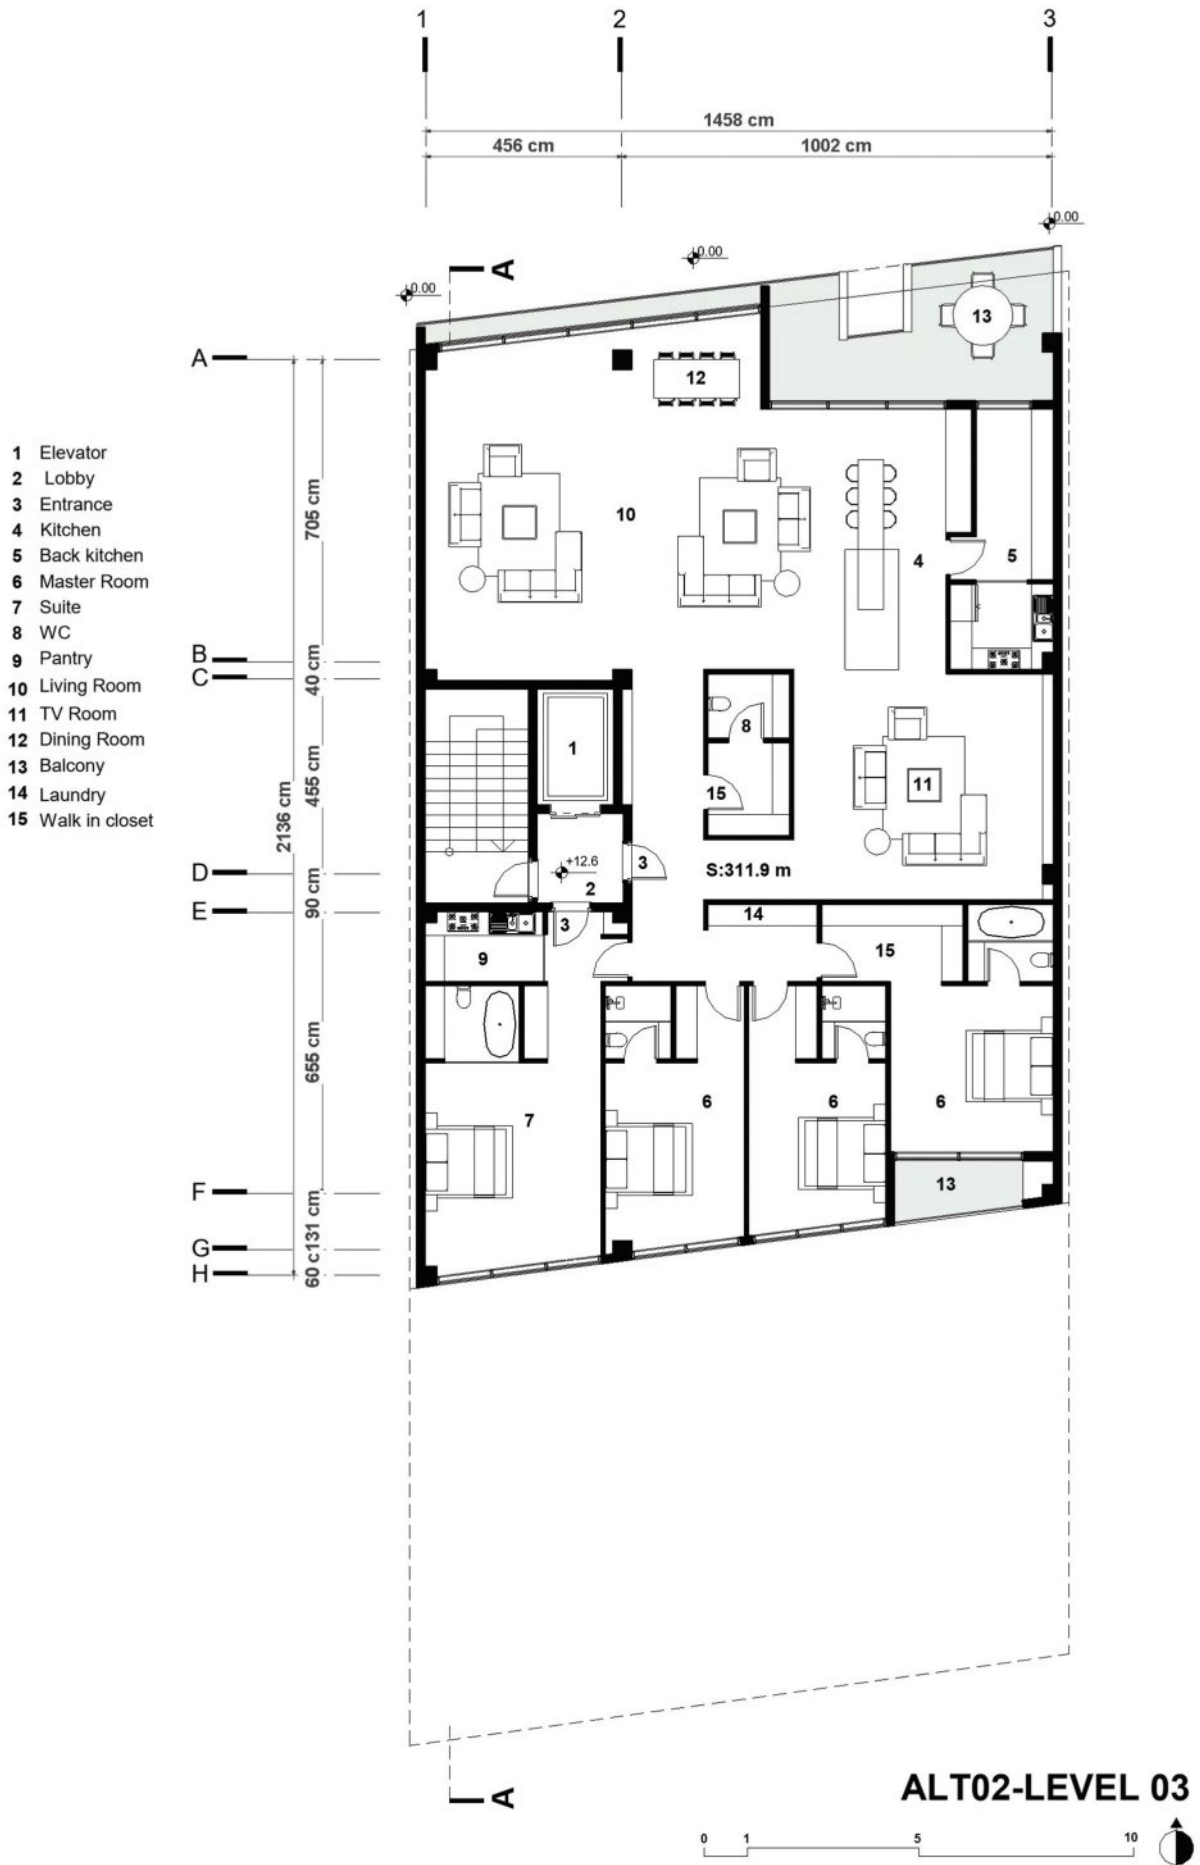 1 2 3
1458 cm
456 cm 1002 cm
0.00
0.00
0.00
A
A
13
12
1 Elevator
2 Lobby
3 Entrance
4 Kitchen
5 Back kitchen
6 Master Room
7 Suite
8 WC
9 Pantry
10 Living Room
11 TV Room
12 Dining Room
13 Balcony
14 Laundry
15 Walk in closet
705 cm
10
4 5
B
C
40 cm
8
1
455 cm
2136 cm
15
11
D
+12.6
3
S:311.9 m
2
E
90 cm
3
14
9
15
655 cm
7
6
6
6
13
F
131 cm
G
60 c
H
A
ALT02-LEVEL 03
0 1 5 10